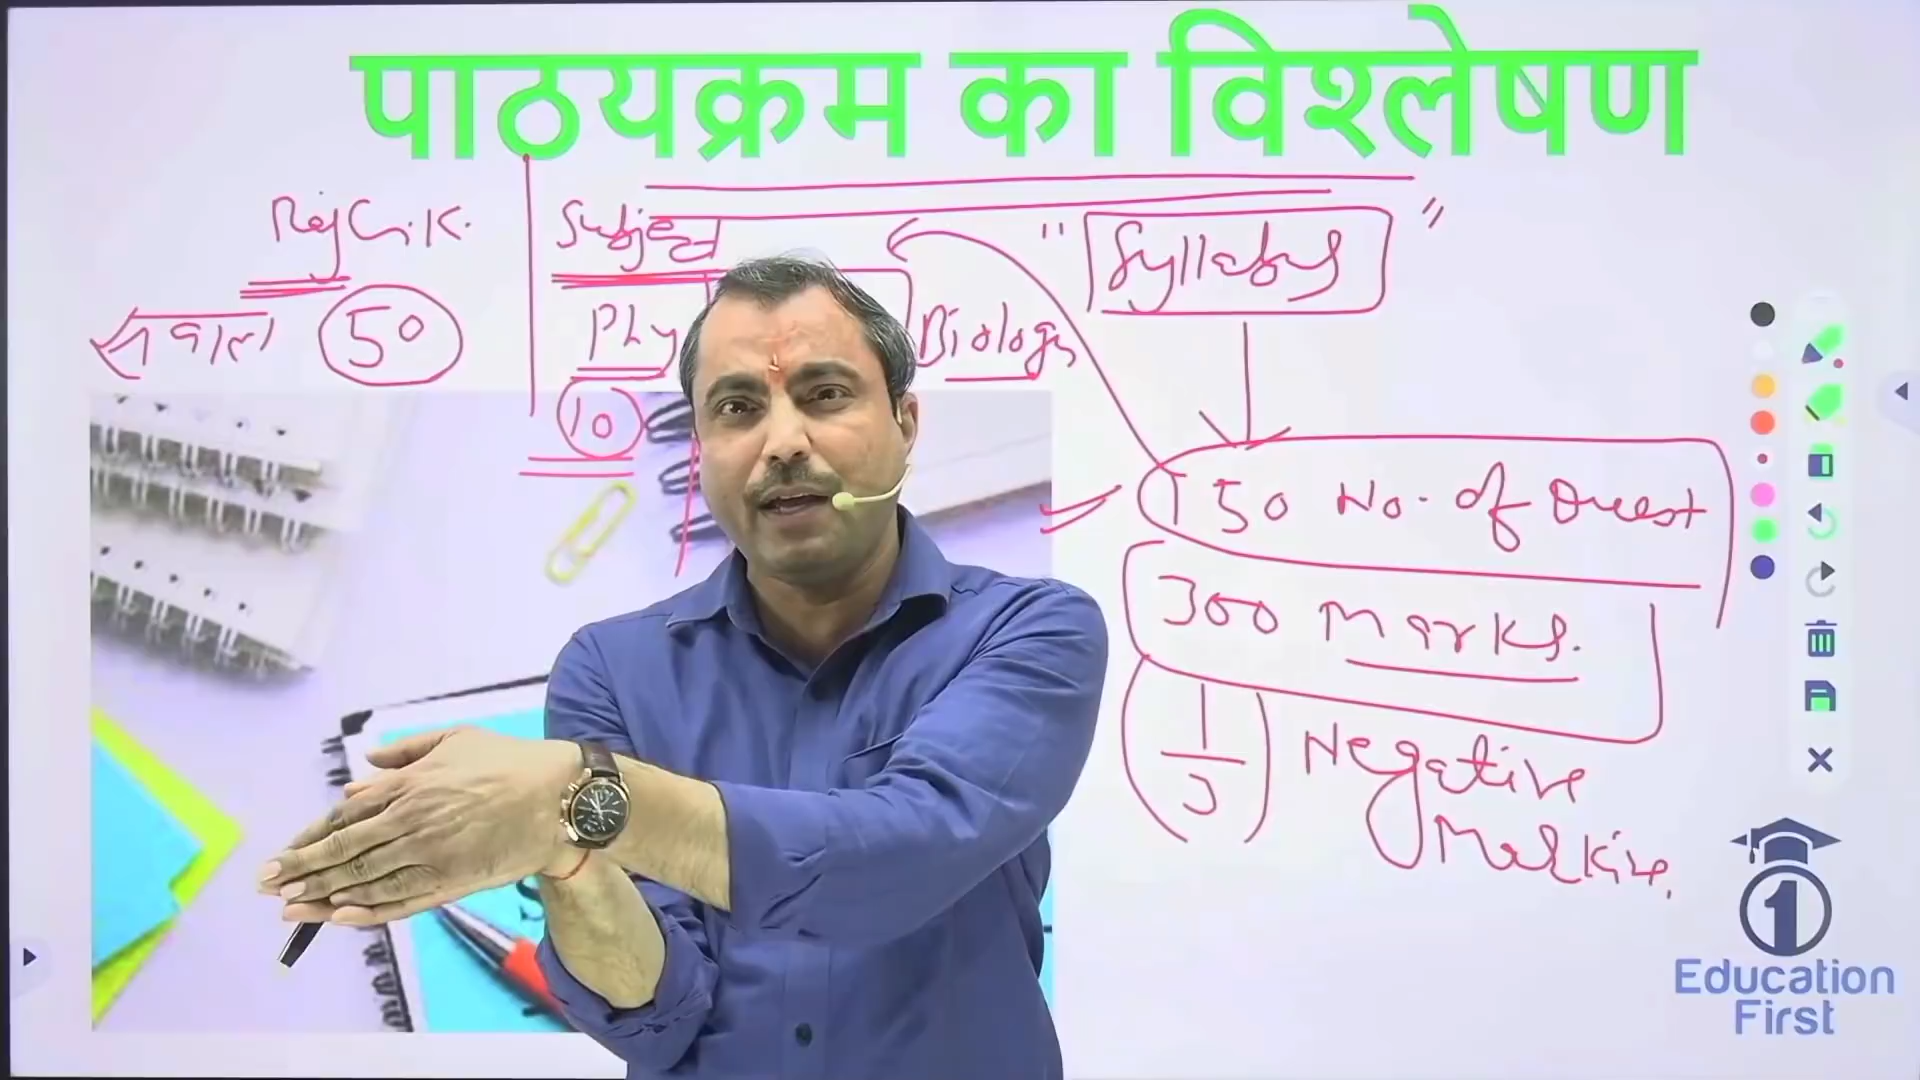 पाठयक्रम का विश्लेषण
Raj G.K.
Subject
" Syllabus "
सवाल 50
Phy
Biology
10
150 No. of Quest
300 Marks.
1/3 Negative
Marking.
1
Education
First